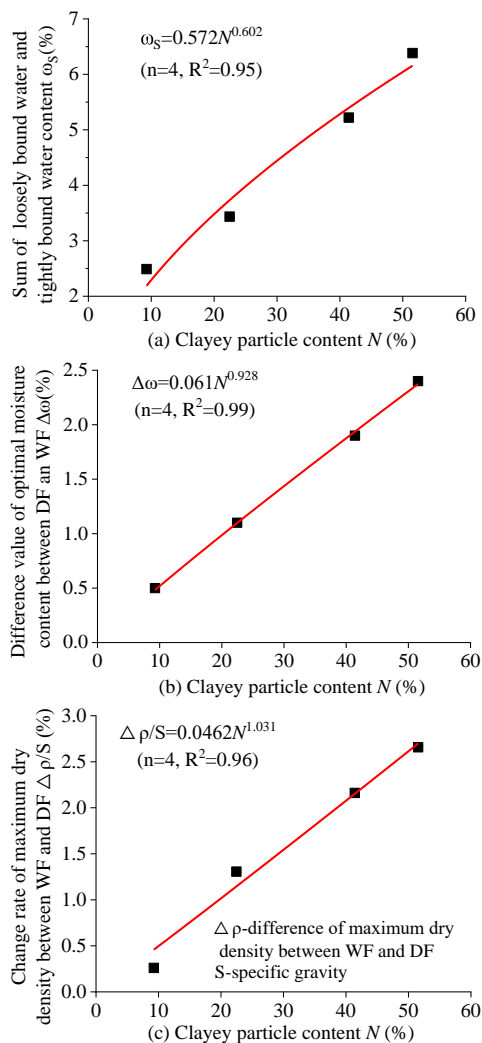 Sum of loosely bound water and
tightly bound water content ωS(%)
7
6
5
4
3
2
ωS=0.572N^0.602
(n=4, R²=0.95)
0 10 20 30 40 50 60
(a) Clayey particle content N (%)
Difference value of optimal moisture
content between DF an WF Δω(%)
2.5
2.0
1.5
1.0
0.5
0.0
Δω=0.061N^0.928
(n=4, R²=0.99)
0 10 20 30 40 50 60
(b) Clayey particle content N (%)
Change rate of maximum dry
density between WF and DF △ρ/S (%)
3.0
2.5
2.0
1.5
1.0
0.5
0.0
△ρ/S=0.0462N^1.031
(n=4, R²=0.96)
△ρ-difference of maximum dry
density between WF and DF
S-specific gravity
0 10 20 30 40 50 60
(c) Clayey particle content N (%)